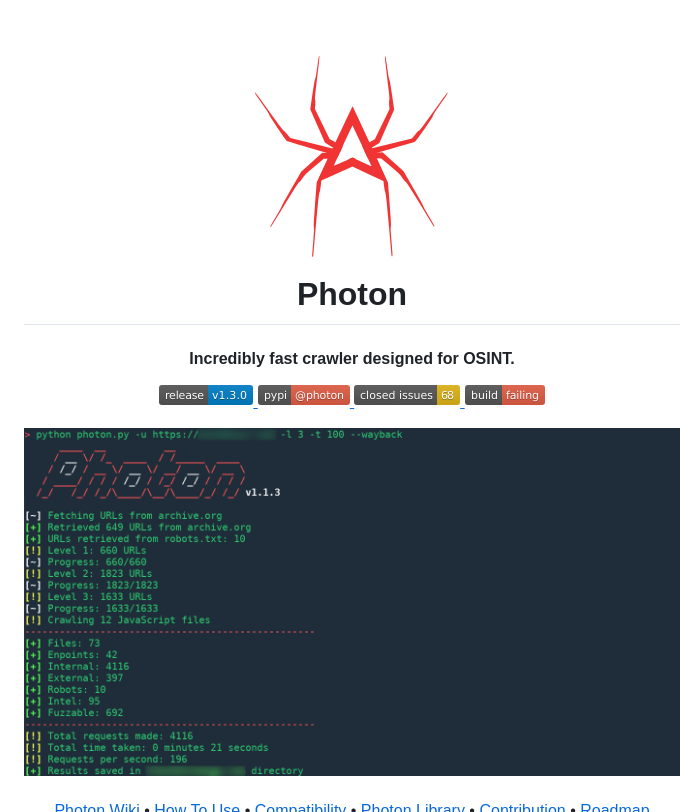 Photon
Incredibly fast crawler designed for OSINT.
release v1.3.0 pypi @photon closed issues 68 build failing
> python photon.py -u https:// -l 3 -t 100 --wayback
v1.1.3
[~] Fetching URLs from archive.org
[+] Retrieved 649 URLs from archive.org
[+] URLs retrieved from robots.txt: 10
[!] Level 1: 660 URLs
[~] Progress: 660/660
[!] Level 2: 1823 URLs
[~] Progress: 1823/1823
[!] Level 3: 1633 URLs
[~] Progress: 1633/1633
[!] Crawling 12 JavaScript files
--------------------------------------------------
[+] Files: 73
[+] Enpoints: 42
[+] Internal: 4116
[+] External: 397
[+] Robots: 10
[+] Intel: 95
[+] Fuzzable: 692
--------------------------------------------------
[!] Total requests made: 4116
[!] Total time taken: 0 minutes 21 seconds
[!] Requests per second: 196
[+] Results saved in directory
Photon Wiki • How To Use • Compatibility • Photon Library • Contribution • Roadmap